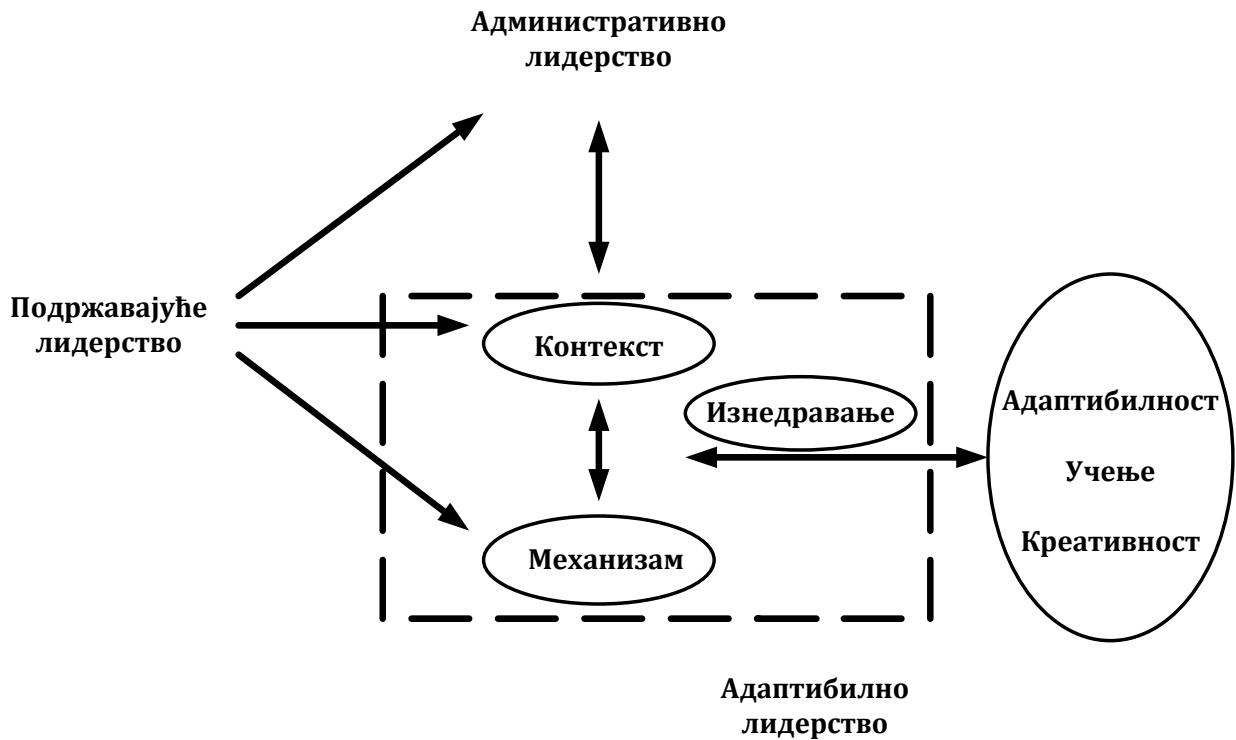 Административно
лидерство
Подржавајуће
лидерство
Контекст
Изнедравање
Механизам
Адаптибилност
Учење
Креативност
Адаптибилно
лидерство